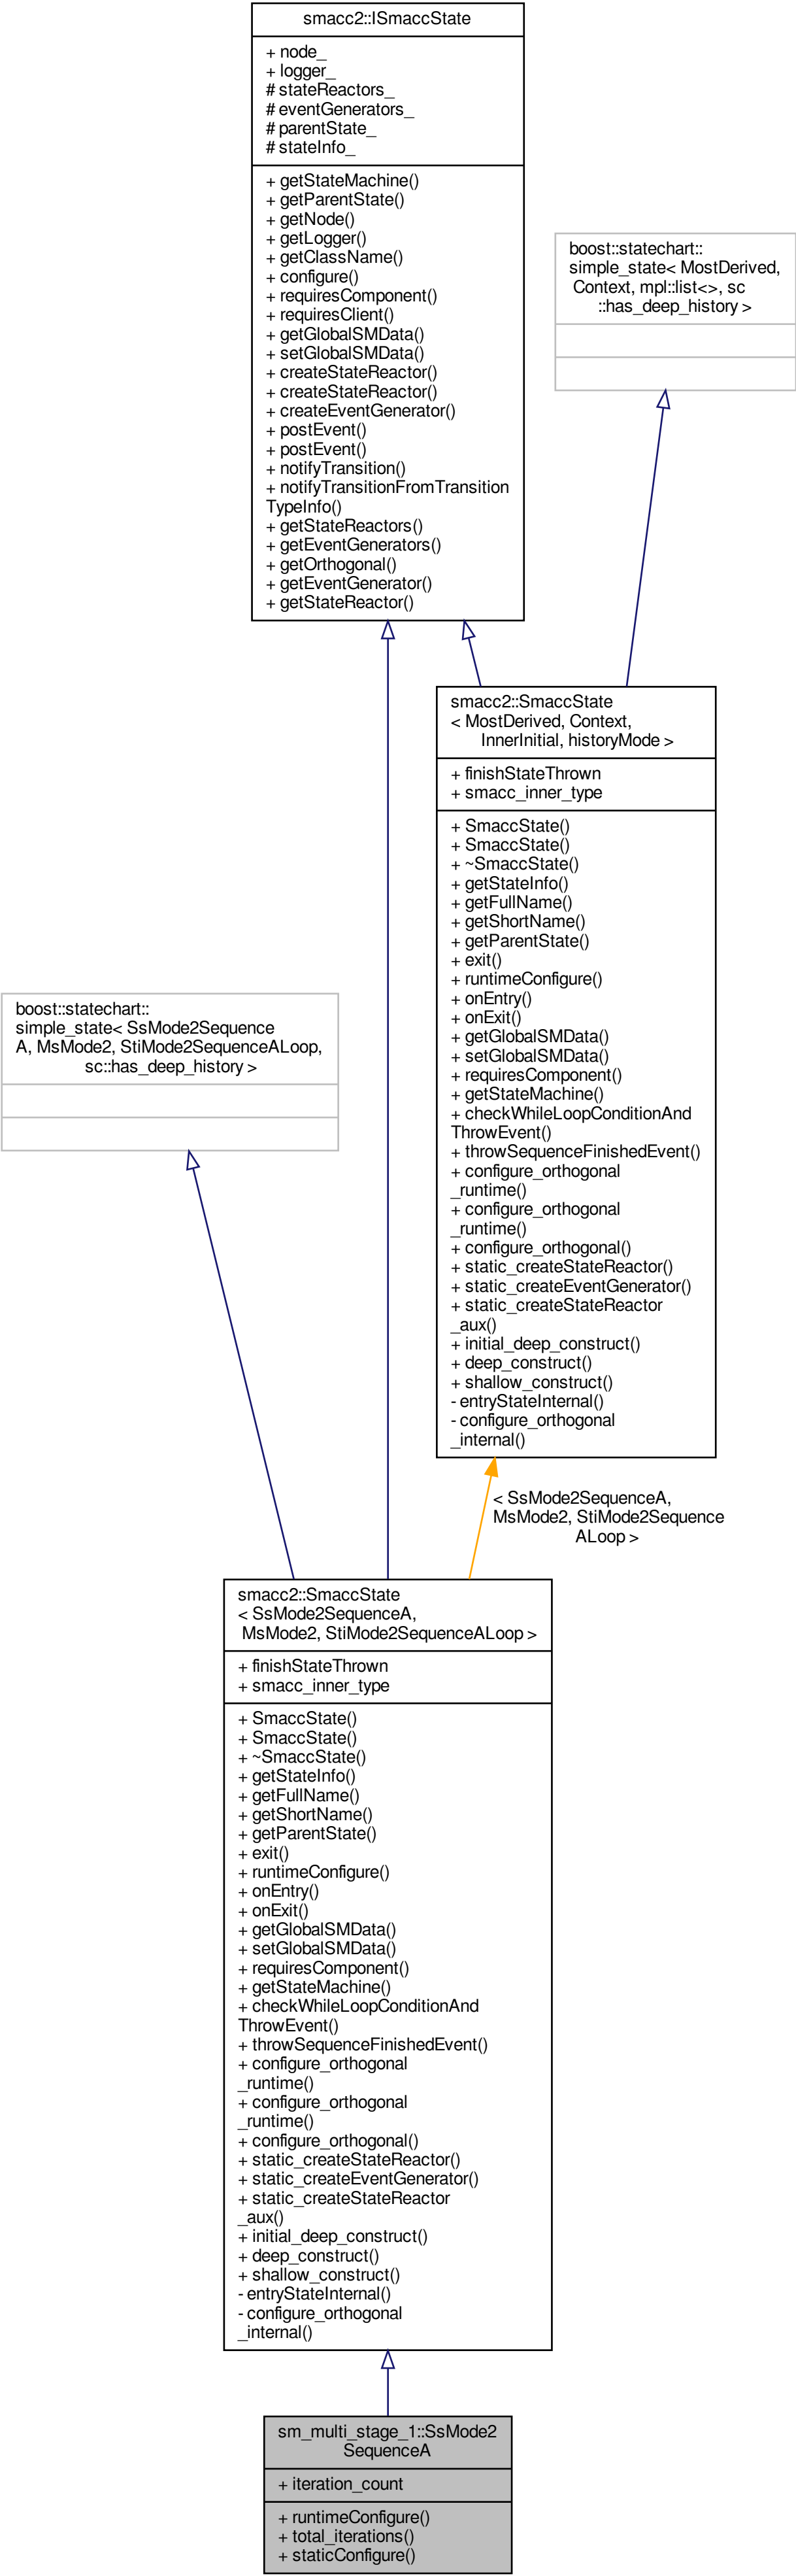 smacc2::ISmaccState
+ node_
+ logger_
# stateReactors_
# eventGenerators_
# parentState_
# stateInfo_
+ getStateMachine()
+ getParentState()
+ getNode()
+ getLogger()
+ getClassName()
+ configure()
+ requiresComponent()
+ requiresClient()
+ getGlobalSMData()
+ setGlobalSMData()
+ createStateReactor()
+ createStateReactor()
+ createEventGenerator()
+ postEvent()
+ postEvent()
+ notifyTransition()
+ notifyTransitionFromTransition
TypeInfo()
+ getStateReactors()
+ getEventGenerators()
+ getOrthogonal()
+ getEventGenerator()
+ getStateReactor()
boost::statechart::
simple_state< MostDerived,
Context, mpl::list<>, sc
::has_deep_history >
smacc2::SmaccState
< MostDerived, Context,
InnerInitial, historyMode >
+ finishStateThrown
+ smacc_inner_type
+ SmaccState()
+ SmaccState()
+ ~SmaccState()
+ getStateInfo()
+ getFullName()
+ getShortName()
+ getParentState()
+ exit()
+ runtimeConfigure()
+ onEntry()
+ onExit()
+ getGlobalSMData()
+ setGlobalSMData()
+ requiresComponent()
+ getStateMachine()
+ checkWhileLoopConditionAnd
ThrowEvent()
+ throwSequenceFinishedEvent()
+ configure_orthogonal
_runtime()
+ configure_orthogonal
_runtime()
+ configure_orthogonal()
+ static_createStateReactor()
+ static_createEventGenerator()
+ static_createStateReactor
_aux()
+ initial_deep_construct()
+ deep_construct()
+ shallow_construct()
- entryStateInternal()
- configure_orthogonal
_internal()
boost::statechart::
simple_state< SsMode2Sequence
A, MsMode2, StiMode2SequenceALoop,
sc::has_deep_history >
< SsMode2SequenceA,
MsMode2, StiMode2Sequence
ALoop >
smacc2::SmaccState
< SsMode2SequenceA,
MsMode2, StiMode2SequenceALoop >
+ finishStateThrown
+ smacc_inner_type
+ SmaccState()
+ SmaccState()
+ ~SmaccState()
+ getStateInfo()
+ getFullName()
+ getShortName()
+ getParentState()
+ exit()
+ runtimeConfigure()
+ onEntry()
+ onExit()
+ getGlobalSMData()
+ setGlobalSMData()
+ requiresComponent()
+ getStateMachine()
+ checkWhileLoopConditionAnd
ThrowEvent()
+ throwSequenceFinishedEvent()
+ configure_orthogonal
_runtime()
+ configure_orthogonal
_runtime()
+ configure_orthogonal()
+ static_createStateReactor()
+ static_createEventGenerator()
+ static_createStateReactor
_aux()
+ initial_deep_construct()
+ deep_construct()
+ shallow_construct()
- entryStateInternal()
- configure_orthogonal
_internal()
sm_multi_stage_1::SsMode2
SequenceA
+ iteration_count
+ runtimeConfigure()
+ total_iterations()
+ staticConfigure()